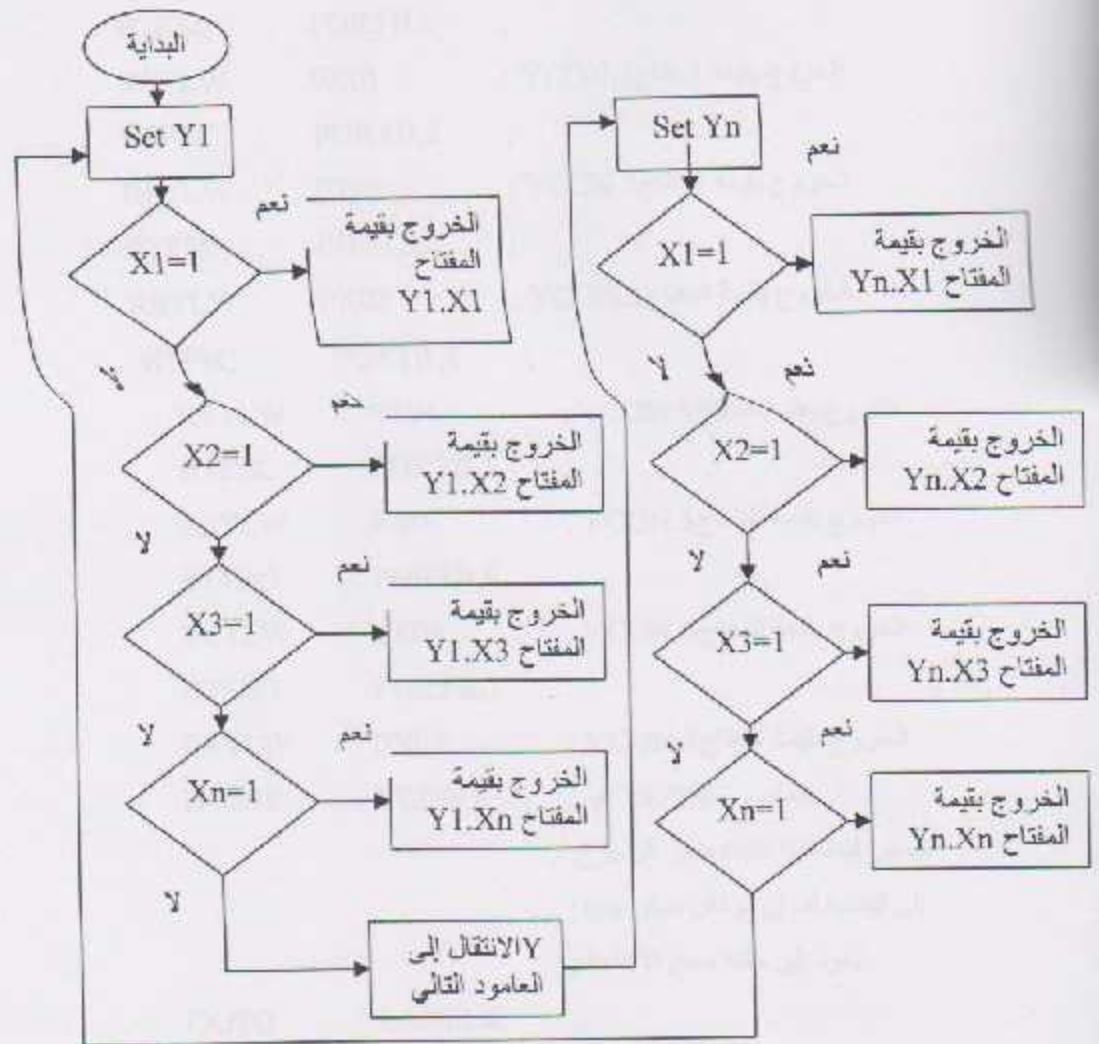 البداية
Set Y1
X1=1
نعم
الخروج بقيمة
المفتاح
Y1.X1
لا
X2=1
نعم
الخروج بقيمة
المفتاح Y1.X2
لا
X3=1
نعم
الخروج بقيمة
المفتاح Y1.X3
لا
Xn=1
نعم
الخروج بقيمة
المفتاح Y1.Xn
لا
Yالانتقال إلى
العامود التالي
Set Yn
X1=1
نعم
الخروج بقيمة
المفتاح Yn.X1
لا
X2=1
نعم
الخروج بقيمة
المفتاح Yn.X2
لا
X3=1
نعم
الخروج بقيمة
المفتاح Yn.X3
لا
Xn=1
نعم
الخروج بقيمة
المفتاح Yn.Xn